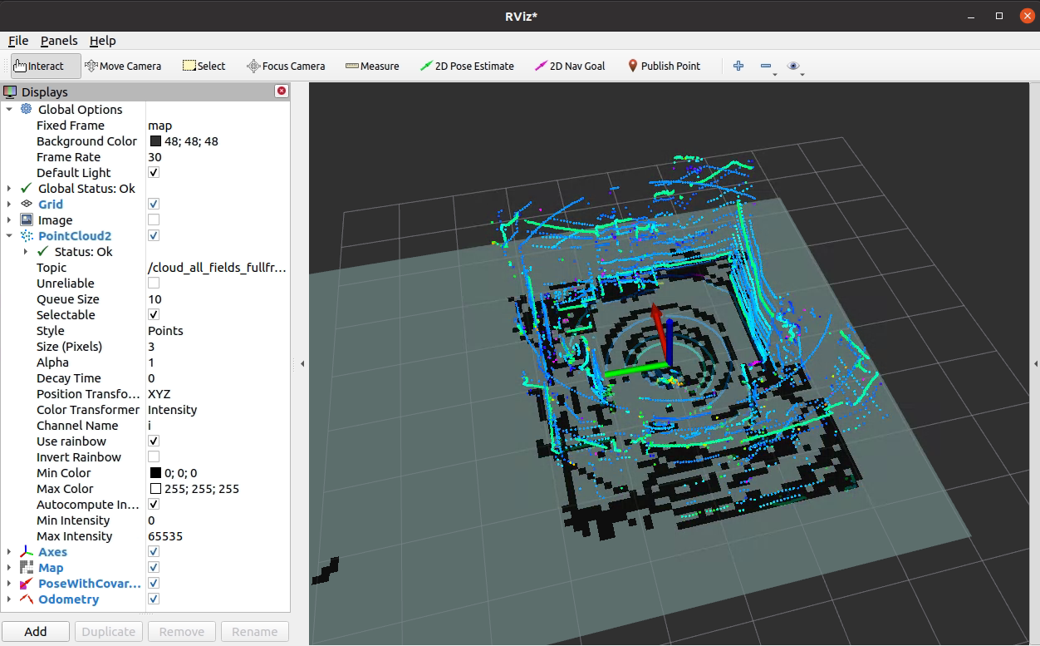 RViz*
File Panels Help
Interact Move Camera Select Focus Camera Measure 2D Pose Estimate 2D Nav Goal Publish Point
Displays
Global Options
Fixed Frame map
Background Color 48; 48; 48
Frame Rate 30
Default Light
Global Status: Ok
Grid
Image
PointCloud2
Status: Ok
Topic /cloud_all_fields_fullfr...
Unreliable
Queue Size 10
Selectable
Style Points
Size (Pixels) 3
Alpha 1
Decay Time 0
Position Transfo... XYZ
Color Transformer Intensity
Channel Name i
Use rainbow
Invert Rainbow
Min Color 0; 0; 0
Max Color 255; 255; 255
Autocompute In...
Min Intensity 0
Max Intensity 65535
Axes
Map
PoseWithCovar...
Odometry
Add Duplicate Remove Rename